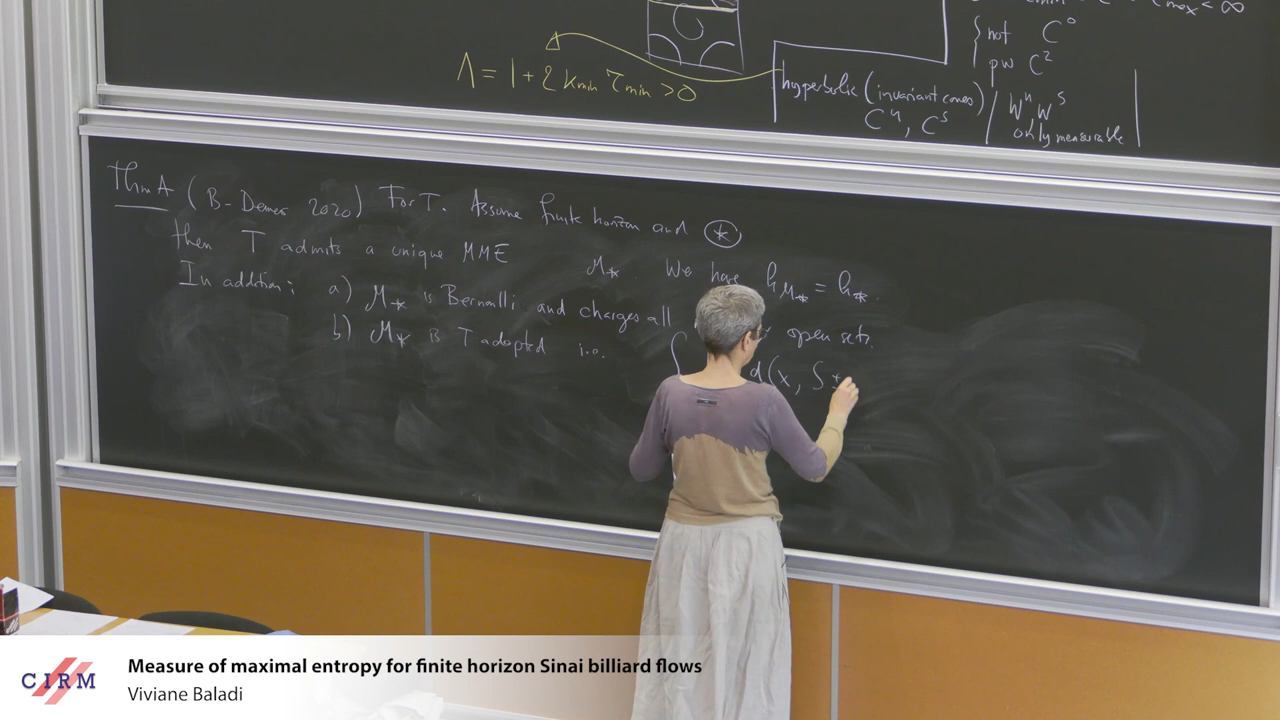 τmax < ∞
not C⁰
pw C²
Λ = 1 + 2 Kmin τmin > 0
hyperbolic (invariant cones)
Cᵘ, Cˢ
Wᵘ, Wˢ
only measurable
Thm A (B-Demers 2020) For T. Assume finite horizon and ⊛
then T admits a unique MME μ* . We have hμ* = h*.
In addition: a) μ* is Bernoulli and charges all open sets.
b) μ* is T adapted i.e. ∫ d(x, S±
CIRM
Measure of maximal entropy for finite horizon Sinai billiard flows
Viviane Baladi